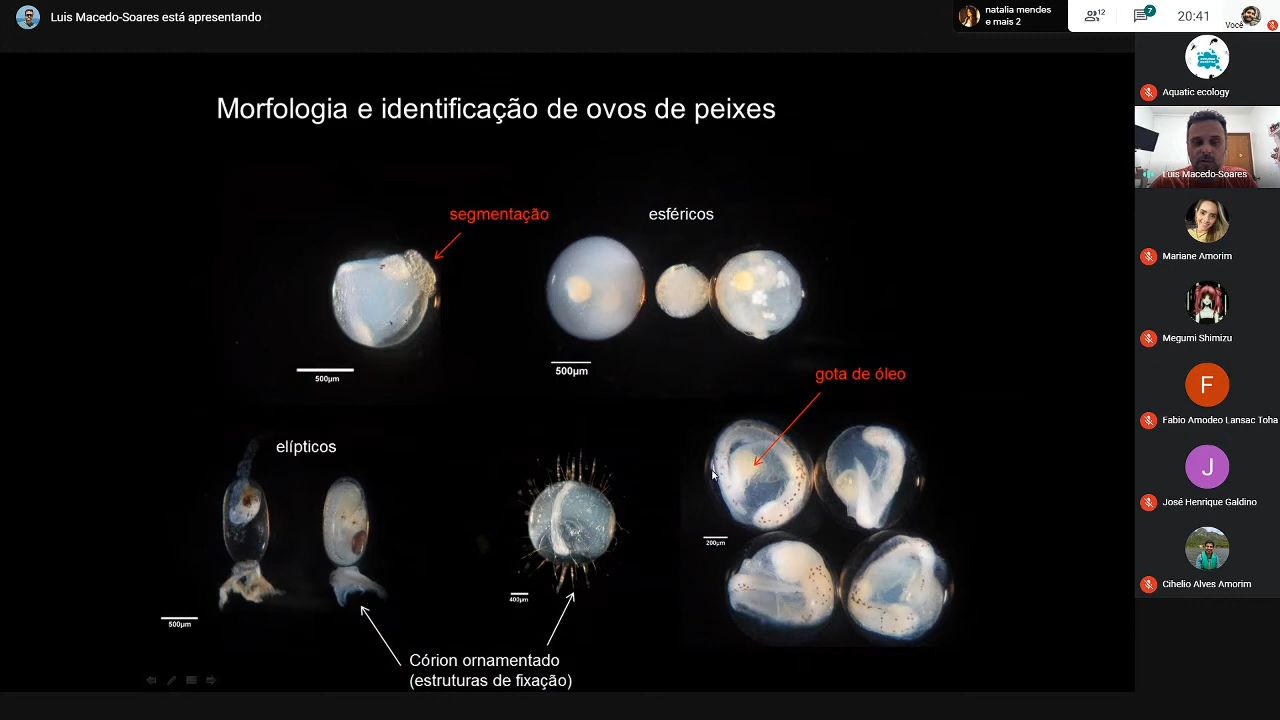 Luis Macedo-Soares está apresentando
natalia mendes
e mais 2
12
7
20:41
Você
Aquatic ecology
Luis Macedo-Soares
Mariane Amorim
Megumi Shimizu
F
Fabio Amodeo Lansac Toha
J
José Henrique Galdino
Cihelio Alves Amorim
Morfologia e identificação de ovos de peixes
segmentação
esféricos
500µm
500µm
gota de óleo
elípticos
200µm
400µm
500µm
Córion ornamentado
(estruturas de fixação)